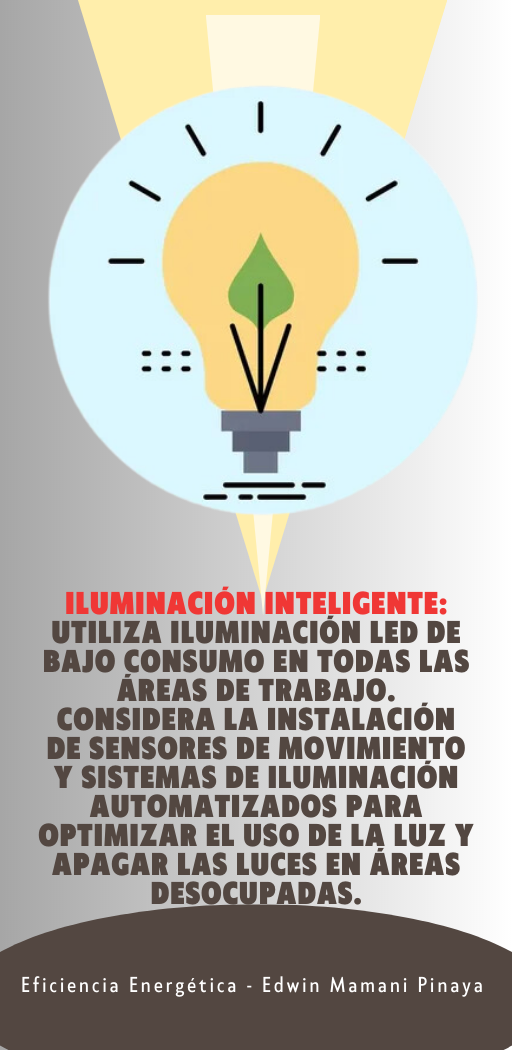 ILUMINACIÓN INTELIGENTE:
UTILIZA ILUMINACIÓN LED DE
BAJO CONSUMO EN TODAS LAS
ÁREAS DE TRABAJO.
CONSIDERA LA INSTALACIÓN
DE SENSORES DE MOVIMIENTO
Y SISTEMAS DE ILUMINACIÓN
AUTOMATIZADOS PARA
OPTIMIZAR EL USO DE LA LUZ Y
APAGAR LAS LUCES EN ÁREAS
DESOCUPADAS.
Eficiencia Energética - Edwin Mamani Pinaya